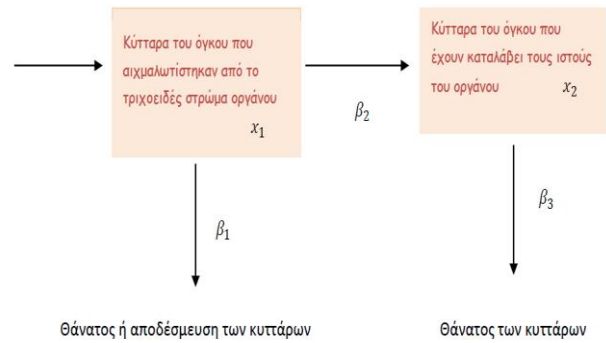 Κύτταρα του όγκου που
αιχμαλωτίστηκαν από το
τριχοειδές στρώμα οργάνου
x₁
β₂
Κύτταρα του όγκου που
έχουν καταλάβει τους ιστούς
του οργάνου x₂
β₁
β₃
Θάνατος ή αποδέσμευση των κυττάρων
Θάνατος των κυττάρων